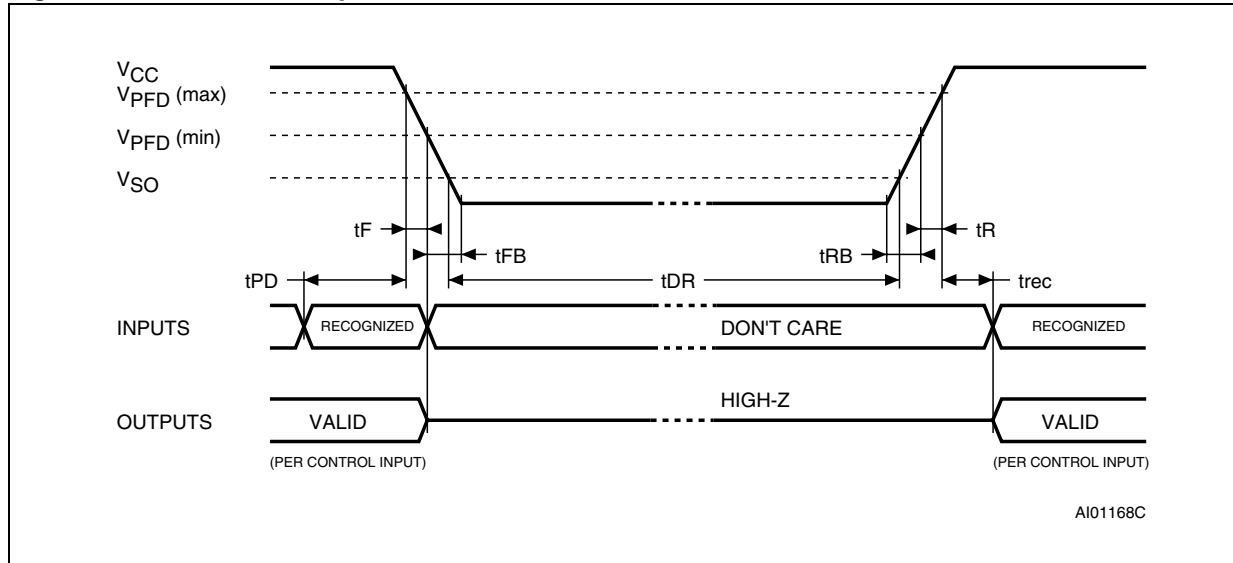 VCC
VPFD (max)
VPFD (min)
VSO
tF
tR
tFB
tRB
tPD
tDR
trec
INPUTS
RECOGNIZED
DON'T CARE
RECOGNIZED
HIGH-Z
OUTPUTS
VALID
VALID
(PER CONTROL INPUT)
(PER CONTROL INPUT)
AI01168C